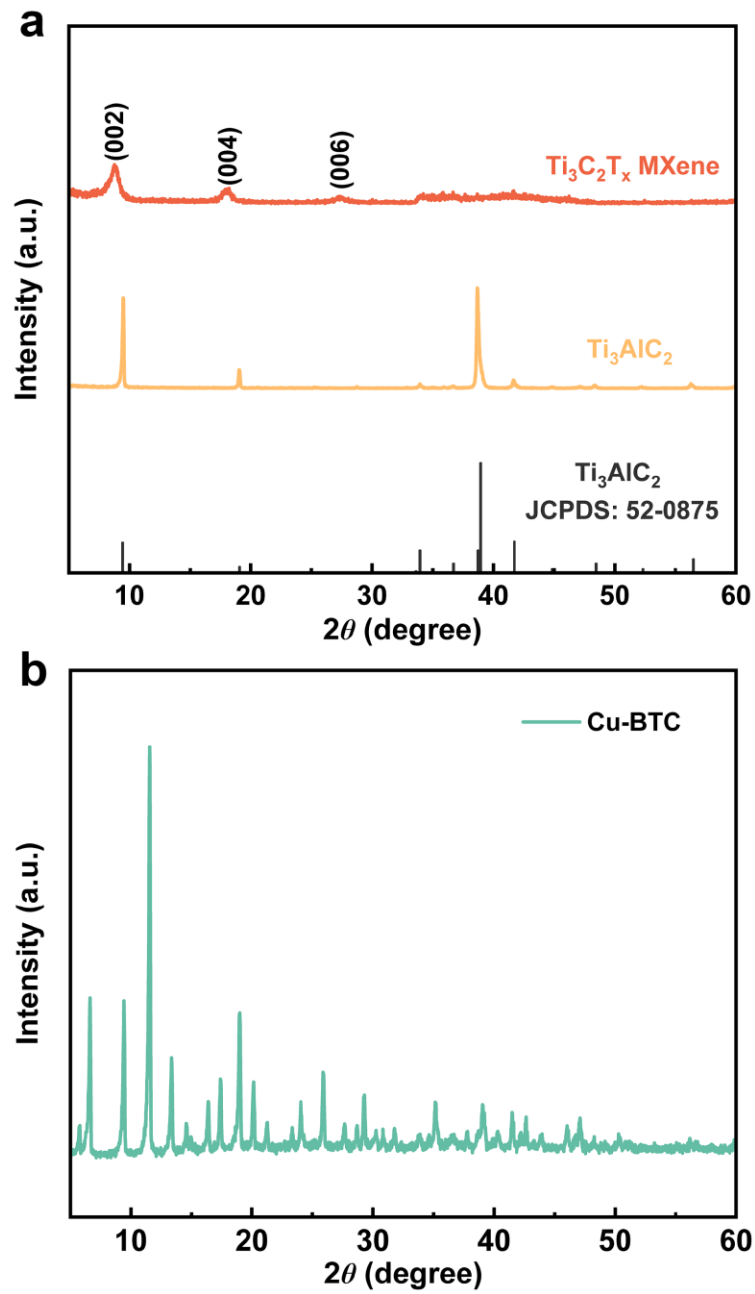 a
(002)
(004)
(006)
Ti₃C₂Tₓ MXene
Ti₃AlC₂
Ti₃AlC₂
JCPDS: 52-0875
Intensity (a.u.)
10 20 30 40 50 60
2θ (degree)
b
Cu-BTC
Intensity (a.u.)
10 20 30 40 50 60
2θ (degree)